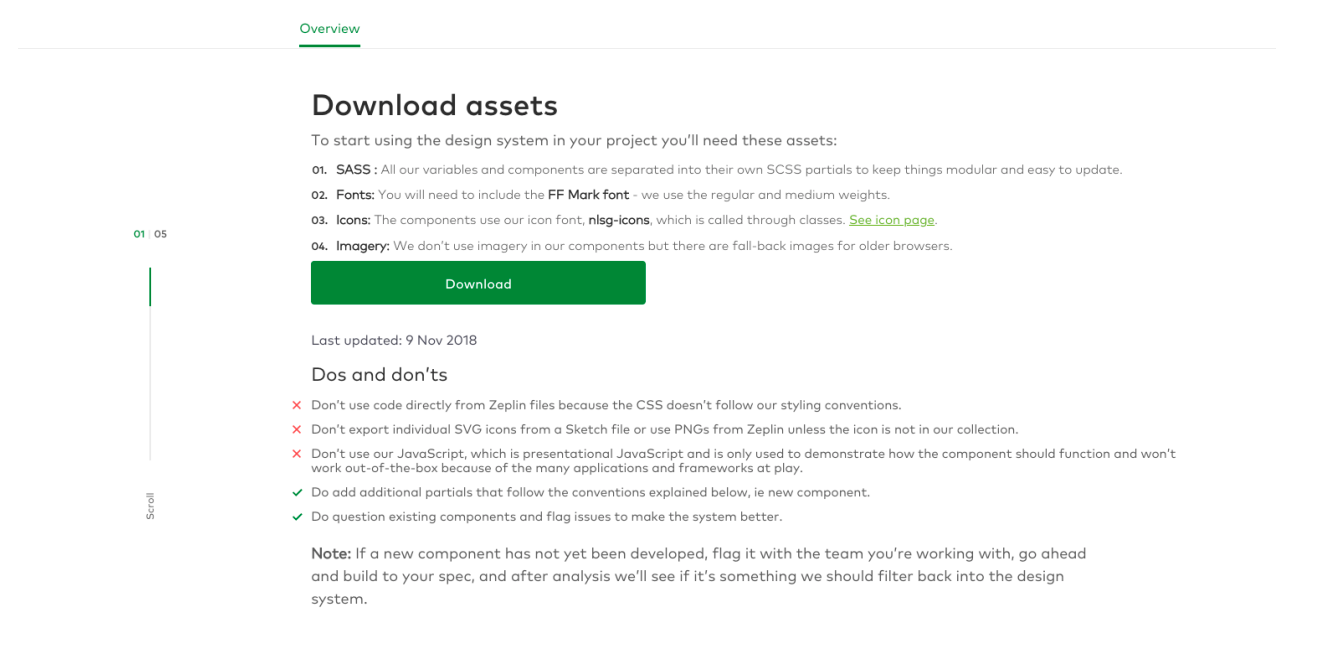 Overview
Download assets
To start using the design system in your project you’ll need these assets:
01. SASS : All our variables and components are separated into their own SCSS partials to keep things modular and easy to update.
02. Fonts: You will need to include the FF Mark font - we use the regular and medium weights.
03. Icons: The components use our icon font, nlsg-icons, which is called through classes. See icon page.
04. Imagery: We don’t use imagery in our components but there are fall-back images for older browsers.
01 | 05
Scroll
Download
Last updated: 9 Nov 2018
Dos and don’ts
Don’t use code directly from Zeplin files because the CSS doesn’t follow our styling conventions.
Don’t export individual SVG icons from a Sketch file or use PNGs from Zeplin unless the icon is not in our collection.
Don’t use our JavaScript, which is presentational JavaScript and is only used to demonstrate how the component should function and won’t
work out-of-the-box because of the many applications and frameworks at play.
Do add additional partials that follow the conventions explained below, ie new component.
Do question existing components and flag issues to make the system better.
Note: If a new component has not yet been developed, flag it with the team you’re working with, go ahead
and build to your spec, and after analysis we’ll see if it’s something we should filter back into the design
system.